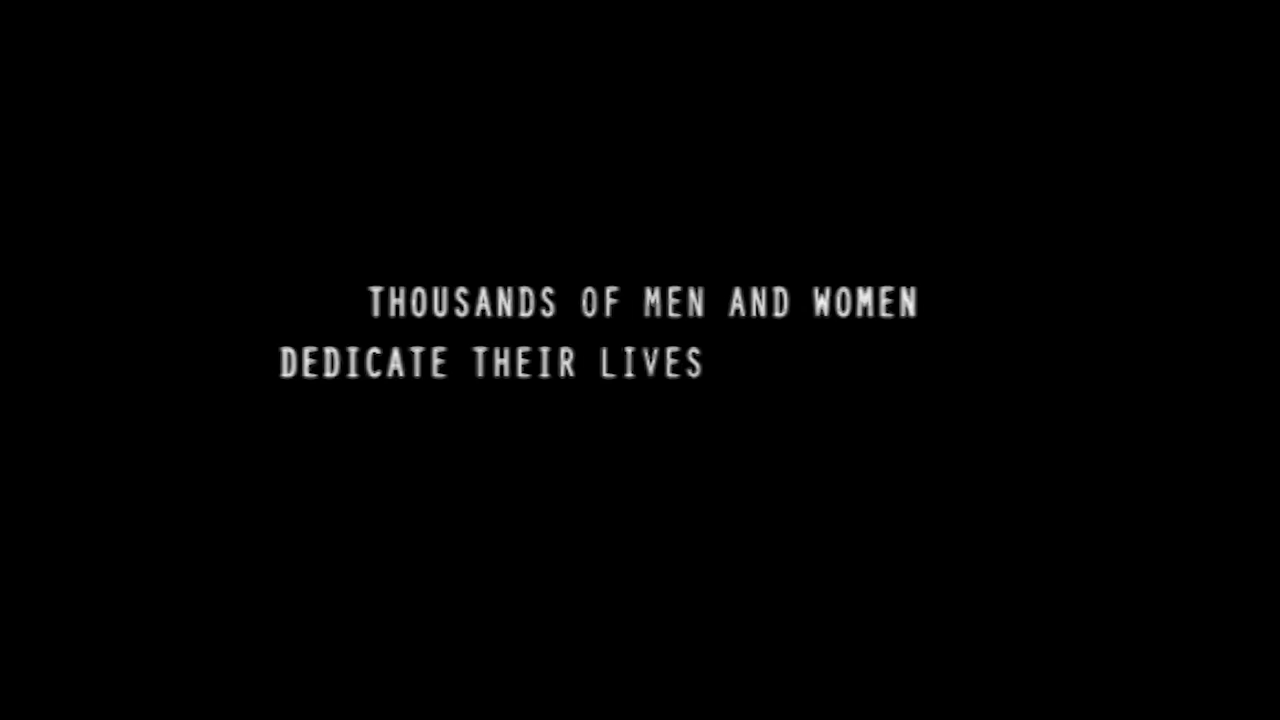 THOUSANDS OF MEN AND WOMEN
DEDICATE THEIR LIVES